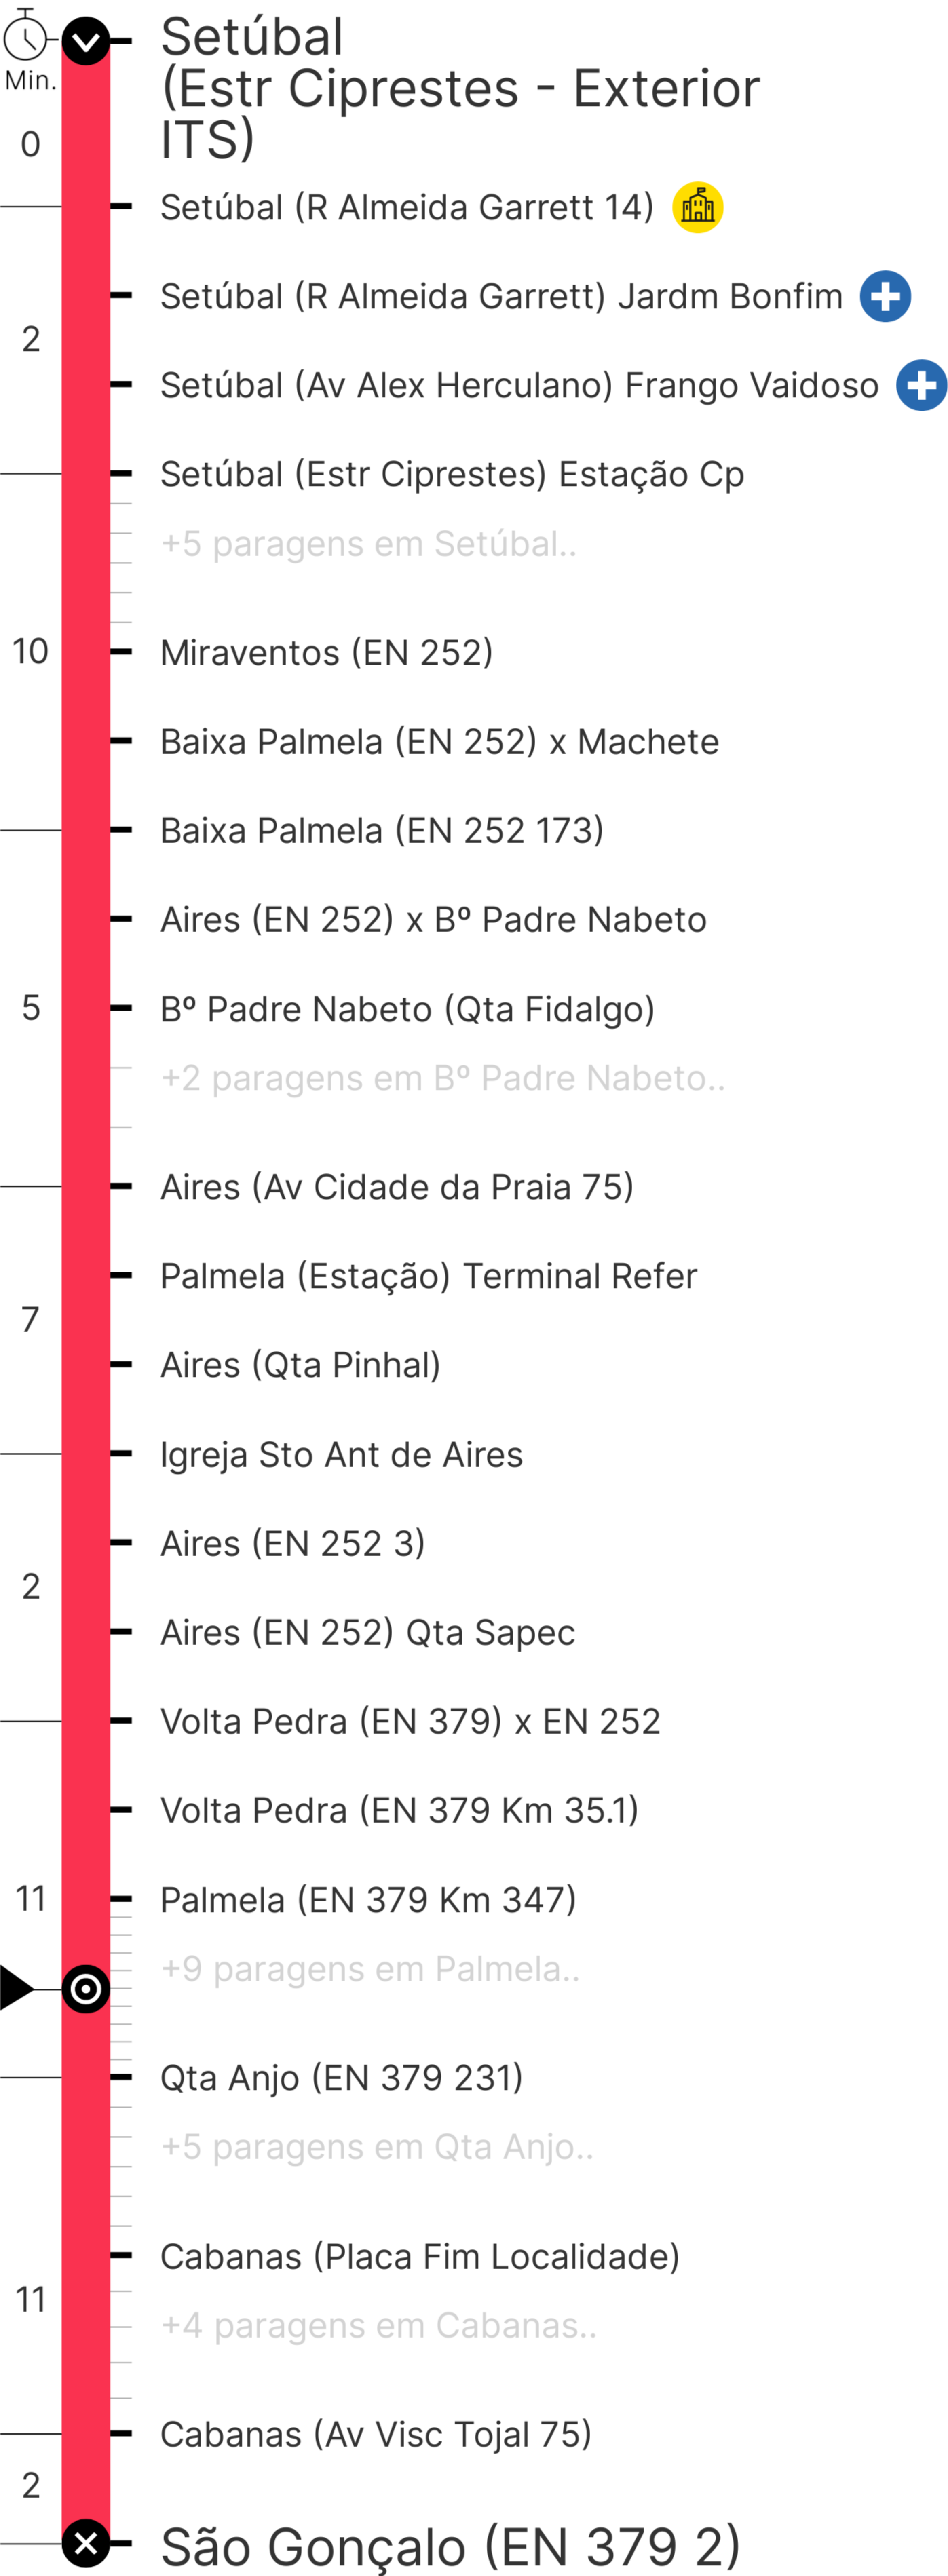 Setúbal
Min.
(Estr Ciprestes - Exterior
0
ITS)
Setúbal (R Almeida Garrett 14)
Setúbal (R Almeida Garrett) Jardm Bonfim
2
Setúbal (Av Alex Herculano) Frango Vaidoso
Setúbal (Estr Ciprestes) Estação Cp
+5 paragens em Setúbal..
10
Miraventos (EN 252)
Baixa Palmela (EN 252) x Machete
Baixa Palmela (EN 252 173)
Aires (EN 252) x Bº Padre Nabeto
5
Bº Padre Nabeto (Qta Fidalgo)
+2 paragens em Bº Padre Nabeto..
Aires (Av Cidade da Praia 75)
Palmela (Estação) Terminal Refer
7
Aires (Qta Pinhal)
Igreja Sto Ant de Aires
Aires (EN 252 3)
2
Aires (EN 252) Qta Sapec
Volta Pedra (EN 379) x EN 252
Volta Pedra (EN 379 Km 35.1)
11
Palmela (EN 379 Km 347)
+9 paragens em Palmela..
Qta Anjo (EN 379 231)
+5 paragens em Qta Anjo..
Cabanas (Placa Fim Localidade)
11
+4 paragens em Cabanas..
Cabanas (Av Visc Tojal 75)
2
São Gonçalo (EN 379 2)